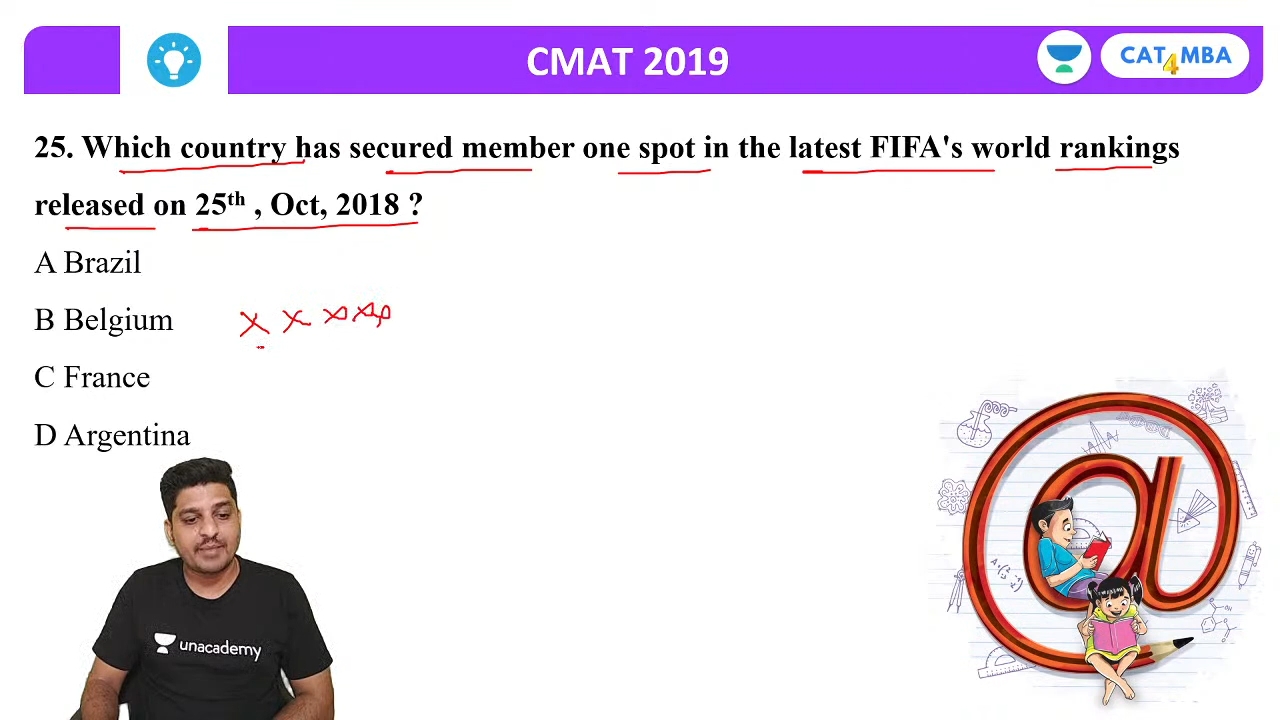 CMAT 2019
CAT4MBA
25. Which country has secured member one spot in the latest FIFA's world rankings
released on 25th , Oct, 2018 ?
A Brazil
B Belgium
C France
D Argentina
unacademy